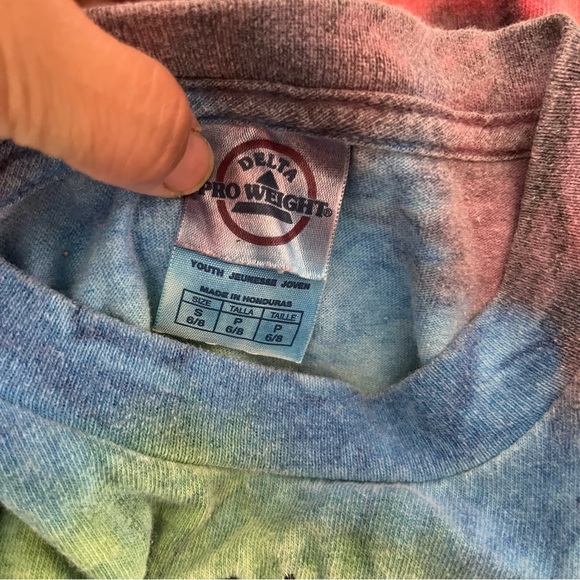 DELTA
PRO WEIGHT®
YOUTH JEUNESSE JOVEN
MADE IN HONDURAS
SIZE TALLA TAILLE
S P P
6/8 6/8 6/8